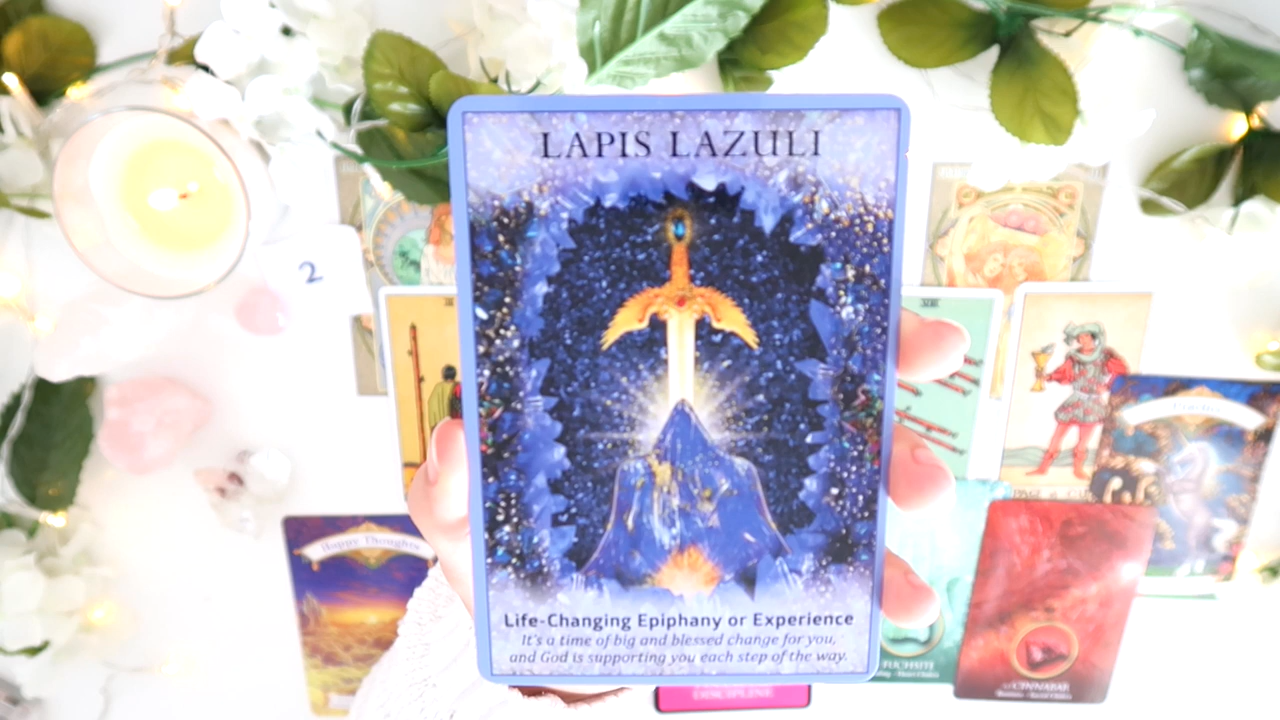 LAPIS LAZULI
Life-Changing Epiphany or Experience
It's a time of big and blessed change for you,
and God is supporting you each step of the way.
2
Happy Thoughts
FUCHSITE
CINNABAR
DISCIPLINE